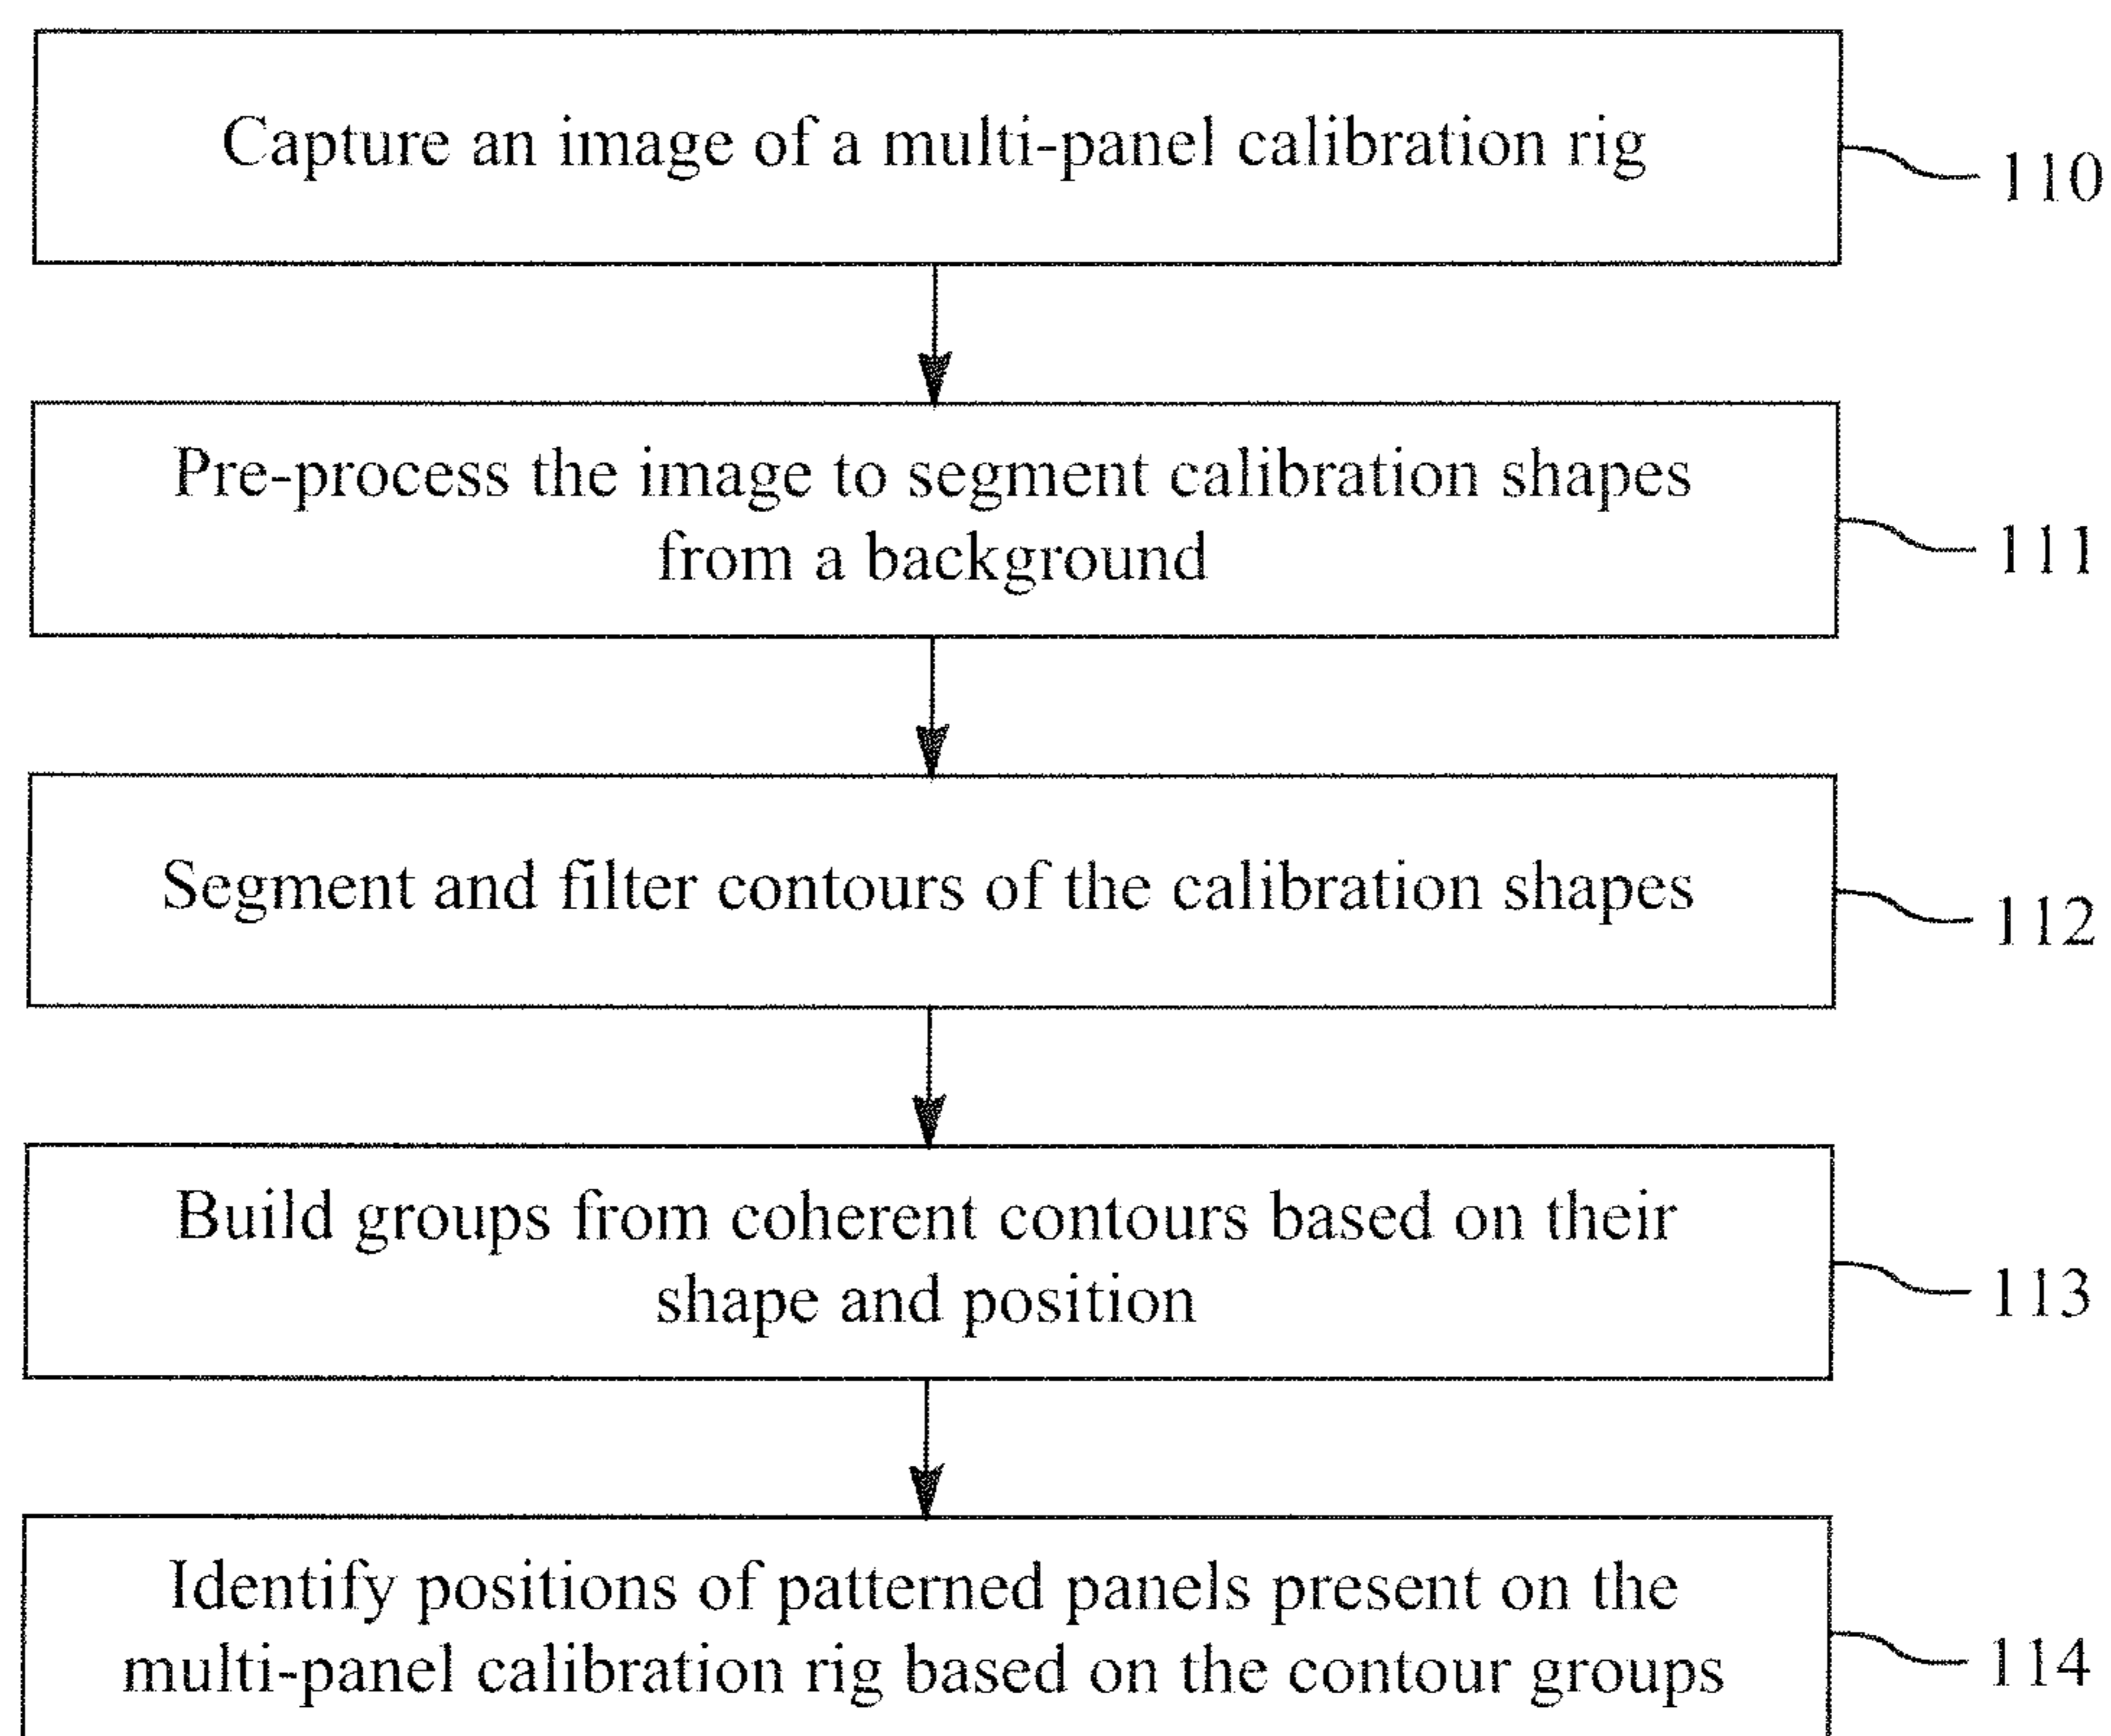 Capture an image of a multi-panel calibration rig
110
Pre-process the image to segment calibration shapes
from a background
111
Segment and filter contours of the calibration shapes
112
Build groups from coherent contours based on their
shape and position
113
Identify positions of patterned panels present on the
multi-panel calibration rig based on the contour groups
114